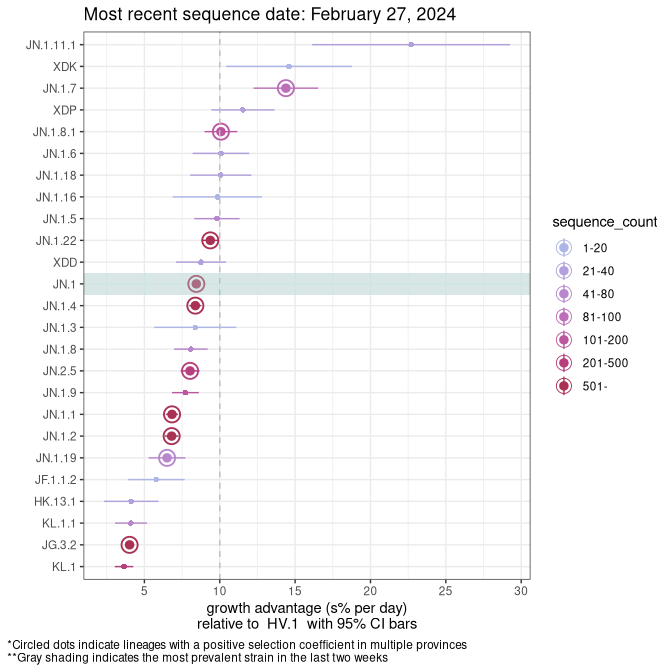 Most recent sequence date: February 27, 2024
JN.1.11.1
XDK
JN.1.7
XDP
JN.1.8.1
JN.1.6
JN.1.18
JN.1.16
JN.1.5
JN.1.22
XDD
JN.1
JN.1.4
JN.1.3
JN.1.8
JN.2.5
JN.1.9
JN.1.1
JN.1.2
JN.1.19
JF.1.1.2
HK.13.1
KL.1.1
JG.3.2
KL.1
5 10 15 20 25 30
growth advantage (s% per day)
relative to HV.1 with 95% CI bars
sequence_count
1-20
21-40
41-80
81-100
101-200
201-500
501-
*Circled dots indicate lineages with a positive selection coefficient in multiple provinces
**Gray shading indicates the most prevalent strain in the last two weeks